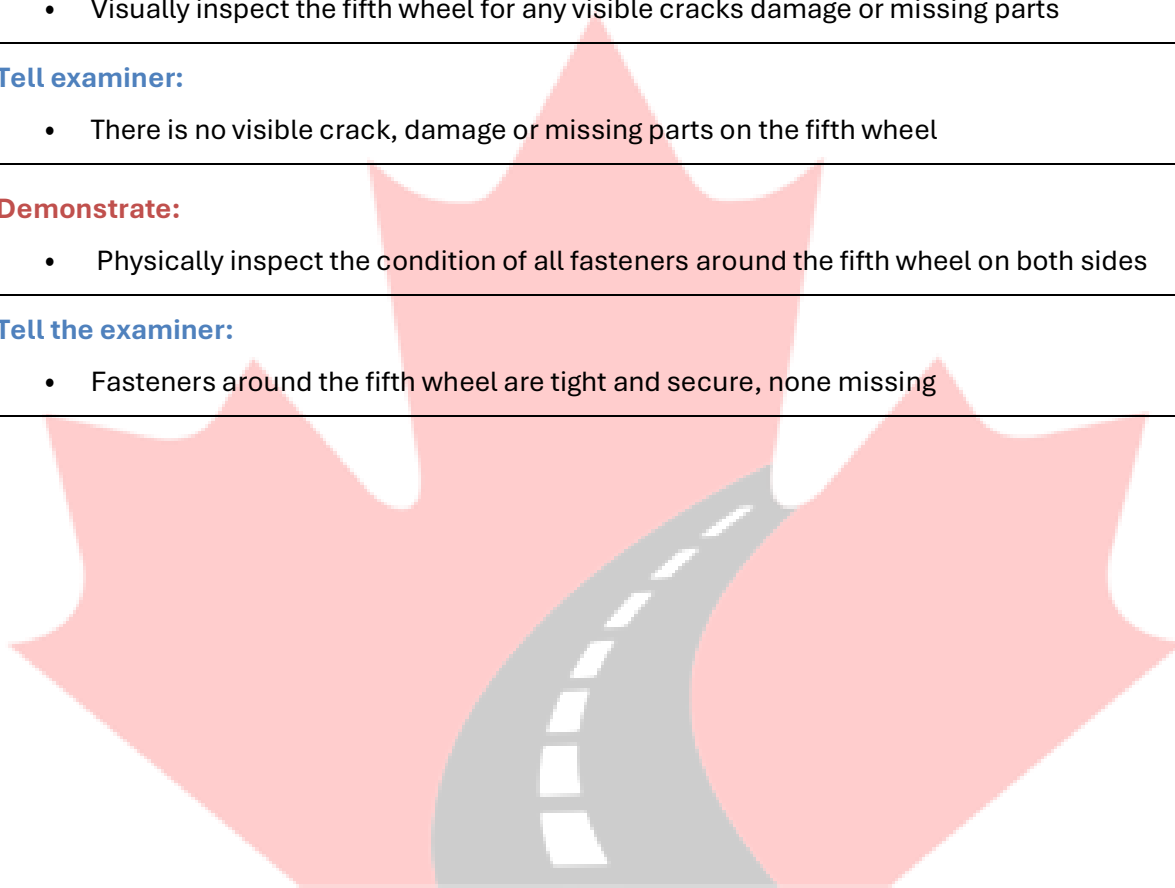 • Visually inspect the fifth wheel for any visible cracks damage or missing parts
Tell examiner:
• There is no visible crack, damage or missing parts on the fifth wheel
Demonstrate:
• Physically inspect the condition of all fasteners around the fifth wheel on both sides
Tell the examiner:
• Fasteners around the fifth wheel are tight and secure, none missing